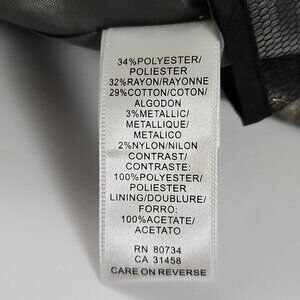 34%POLYESTER/
POLIESTER
32%RAYON/RAYONNE
29%COTTON/COTON/
ALGODON
3%METALLIC/
METALLIQUE/
METALICO
2%NYLON/NILON
CONTRAST/
CONTRASTE:
100%POLYESTER/
POLIESTER
LINING/DOUBLURE/
FORRO:
100%ACETATE/
ACETATO
RN 80734
CA 31458
CARE ON REVERSE